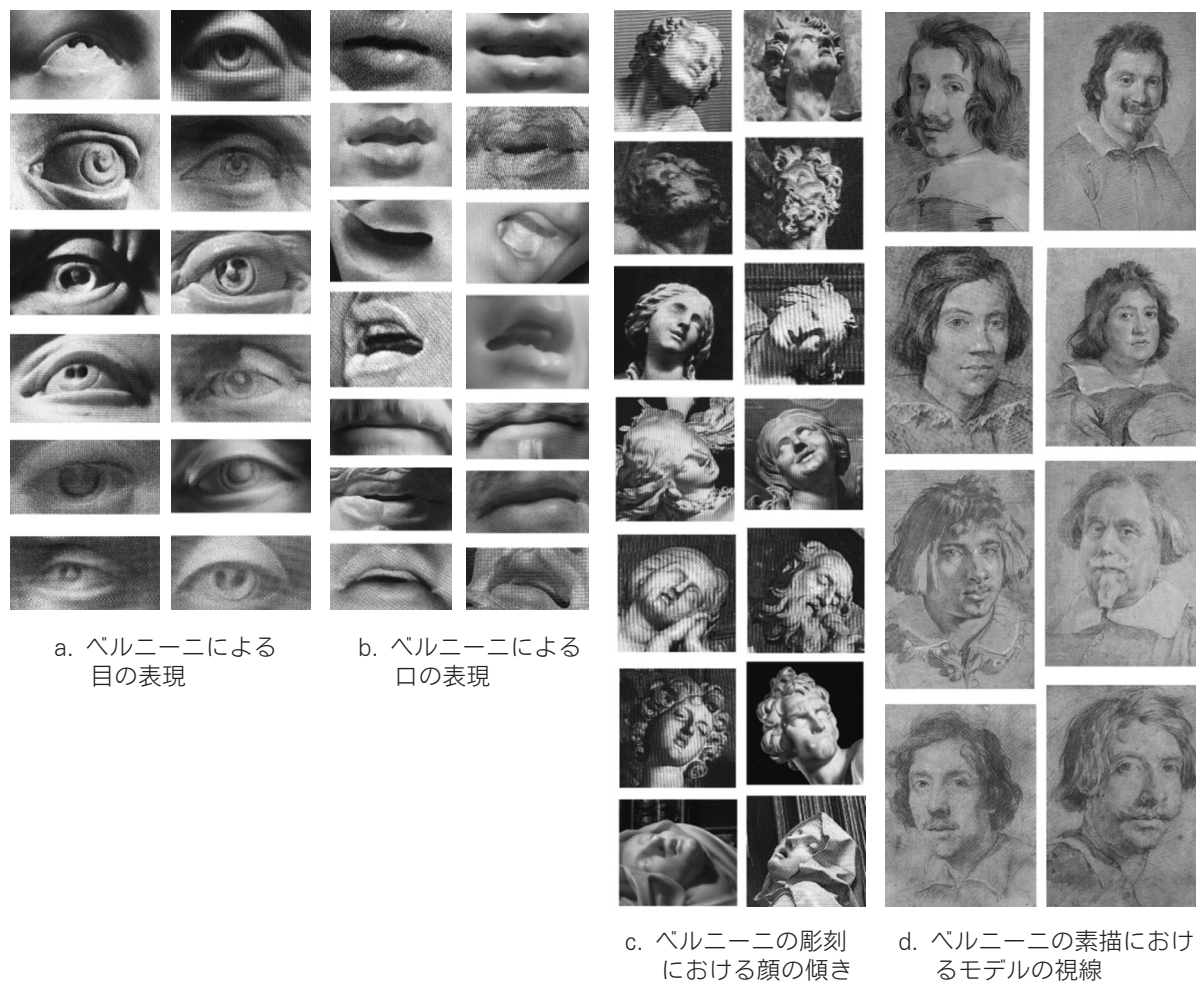 a. ベルニーニによる
目の表現
b. ベルニーニによる
口の表現
c. ベルニーニの彫刻
における顔の傾き
d. ベルニーニの素描におけ
るモデルの視線